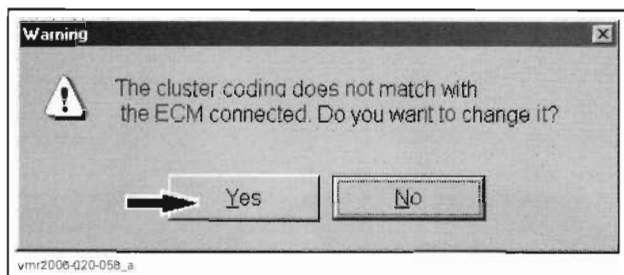 Warning
The cluster coding does not match with
the ECM connected. Do you want to change it?
Yes
No
vmr2006-020-058_a